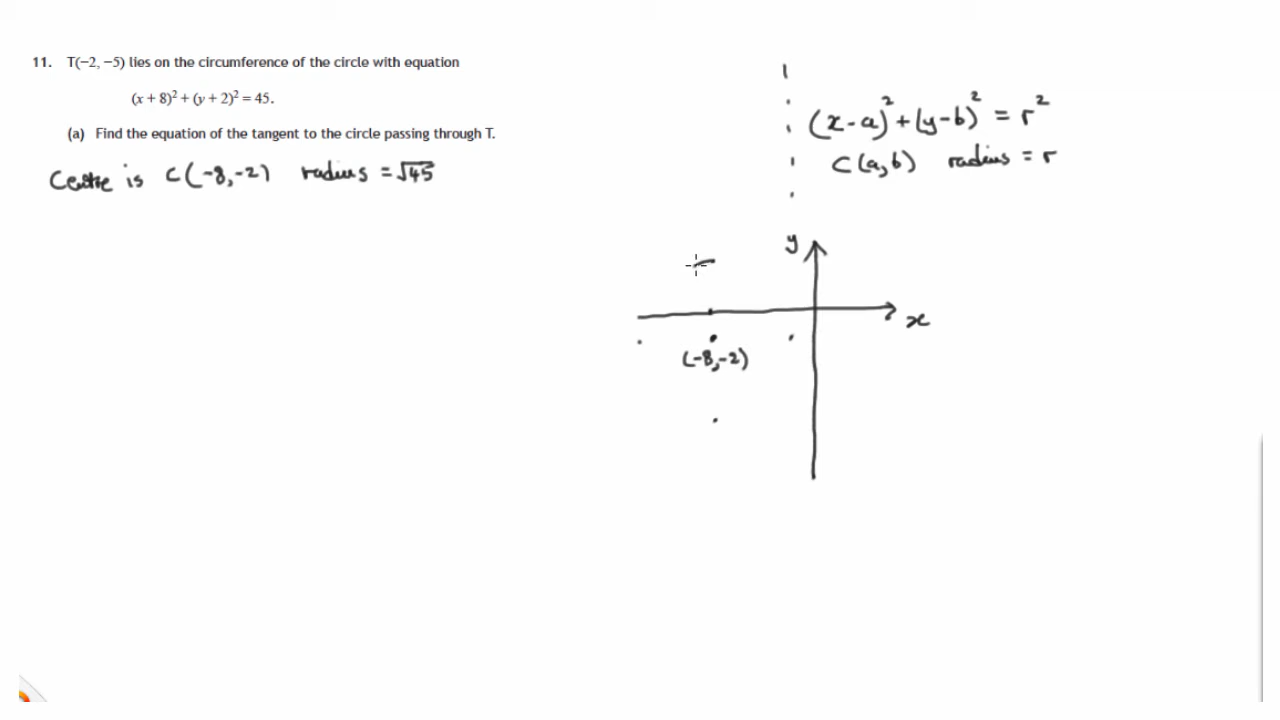 11. T(−2, −5) lies on the circumference of the circle with equation
(x + 8)² + (y + 2)² = 45.
(a) Find the equation of the tangent to the circle passing through T.
Centre is C(-8,-2) radius = √45
(x-a)² + (y-b)² = r²
C(a,b) radius = r
y
x
(-8,-2)